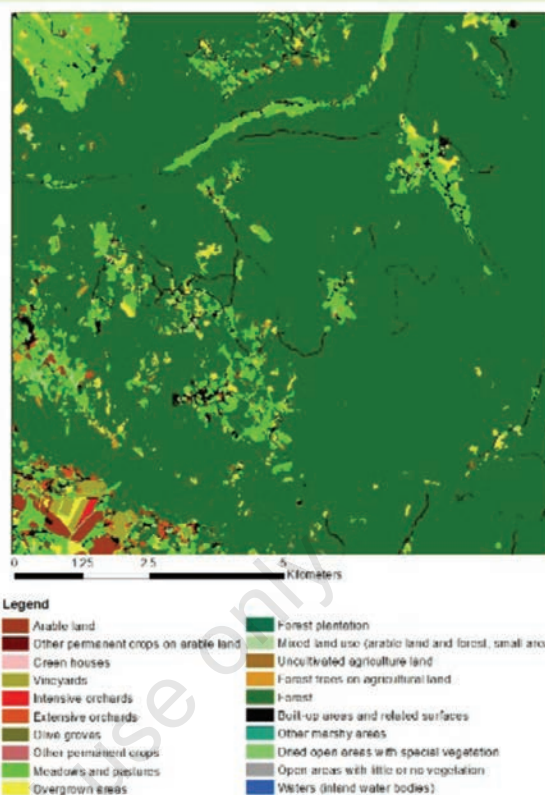 0 1.25 2.5 5
Kilometers
Legend
Arable land
Other permanent crops on arable land
Green houses
Vineyards
Intensive orchards
Extensive orchards
Olive groves
Other permanent crops
Meadows and pastures
Overgrown areas
Forest plantation
Mixed land use (arable land and forest, small area
Uncultivated agriculture land
Forest trees on agricultural land
Forest
Built-up areas and related surfaces
Other marshy areas
Dried open areas with special vegetation
Open areas with little or no vegetation
Waters (inland water bodies)
use only